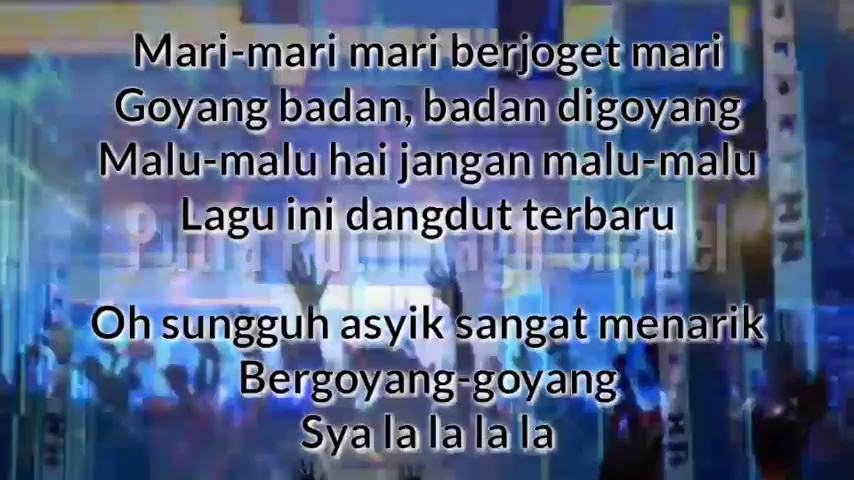 Mari-mari mari berjoget mari
Goyang badan, badan digoyang
Malu-malu hai jangan malu-malu
Lagu ini dangdut terbaru
Oh sungguh asyik sangat menarik
Bergoyang-goyang
Sya la la la la